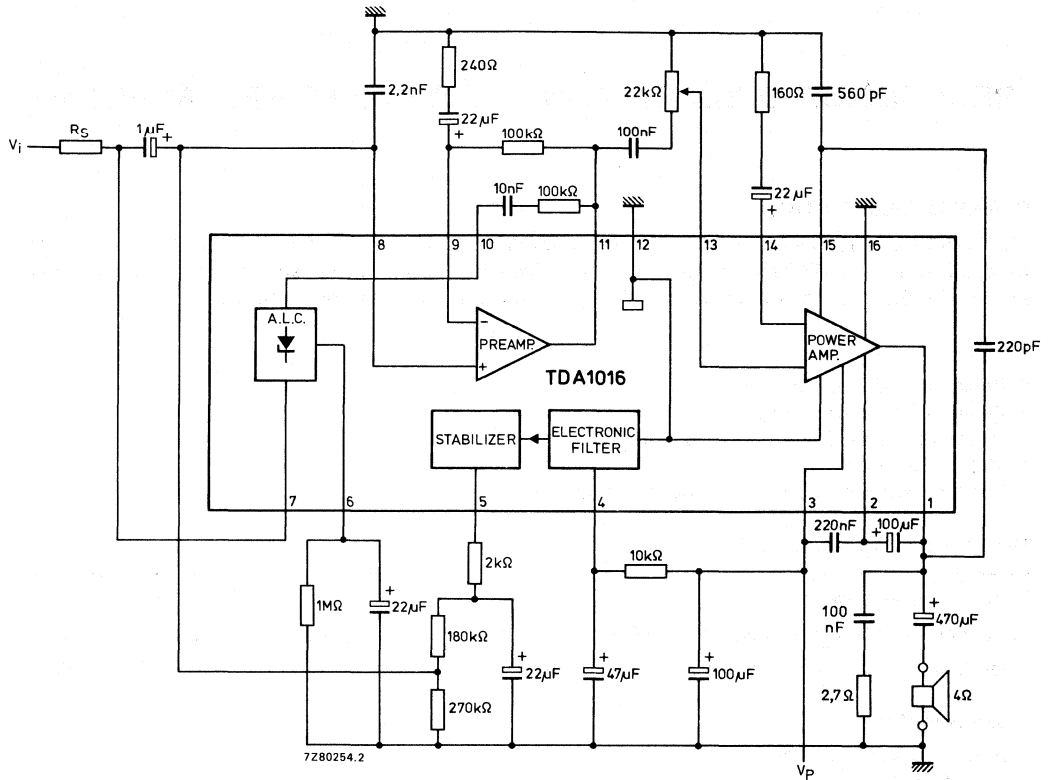 240Ω
2,2nF
22µF
+
22kΩ
160Ω
560 pF
Vi
RS
1µF
+
100kΩ
100nF
10nF
100kΩ
22µF
+
8
9
10
11
12
13
14
15
16
A.L.C.
−
PREAMP.
+
POWER
AMP.
220pF
TDA1016
STABILIZER
ELECTRONIC
FILTER
7
6
5
4
3
2
1
220nF
+
100µF
2kΩ
10kΩ
1MΩ
+
22µF
180kΩ
100
nF
+
470µF
+
22µF
+
47µF
+
100µF
270kΩ
2,7Ω
4Ω
7Z80254.2
VP